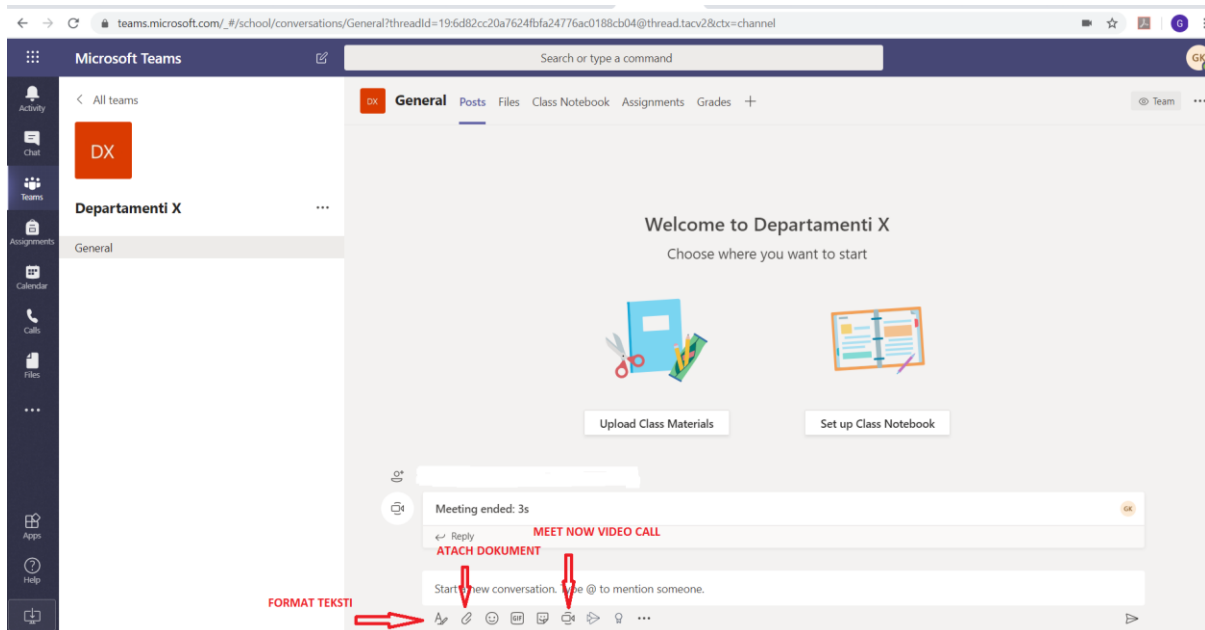 teams.microsoft.com/_#/school/conversations/General?threadId=19:6d82cc20a7624fbfa24776ac0188cb04@thread.tacv2&ctx=channel
G
Microsoft Teams
Search or type a command
GK
Activity
Chat
Teams
Assignments
Calendar
Calls
Files
Apps
Help
All teams
DX
Departamenti X
General
DX General Posts Files Class Notebook Assignments Grades
Team
Welcome to Departamenti X
Choose where you want to start
Upload Class Materials
Set up Class Notebook
Meeting ended: 3s
GK
Reply
MEET NOW VIDEO CALL
ATACH DOKUMENT
Start a new conversation. Type @ to mention someone.
FORMAT TEKSTI
GIF